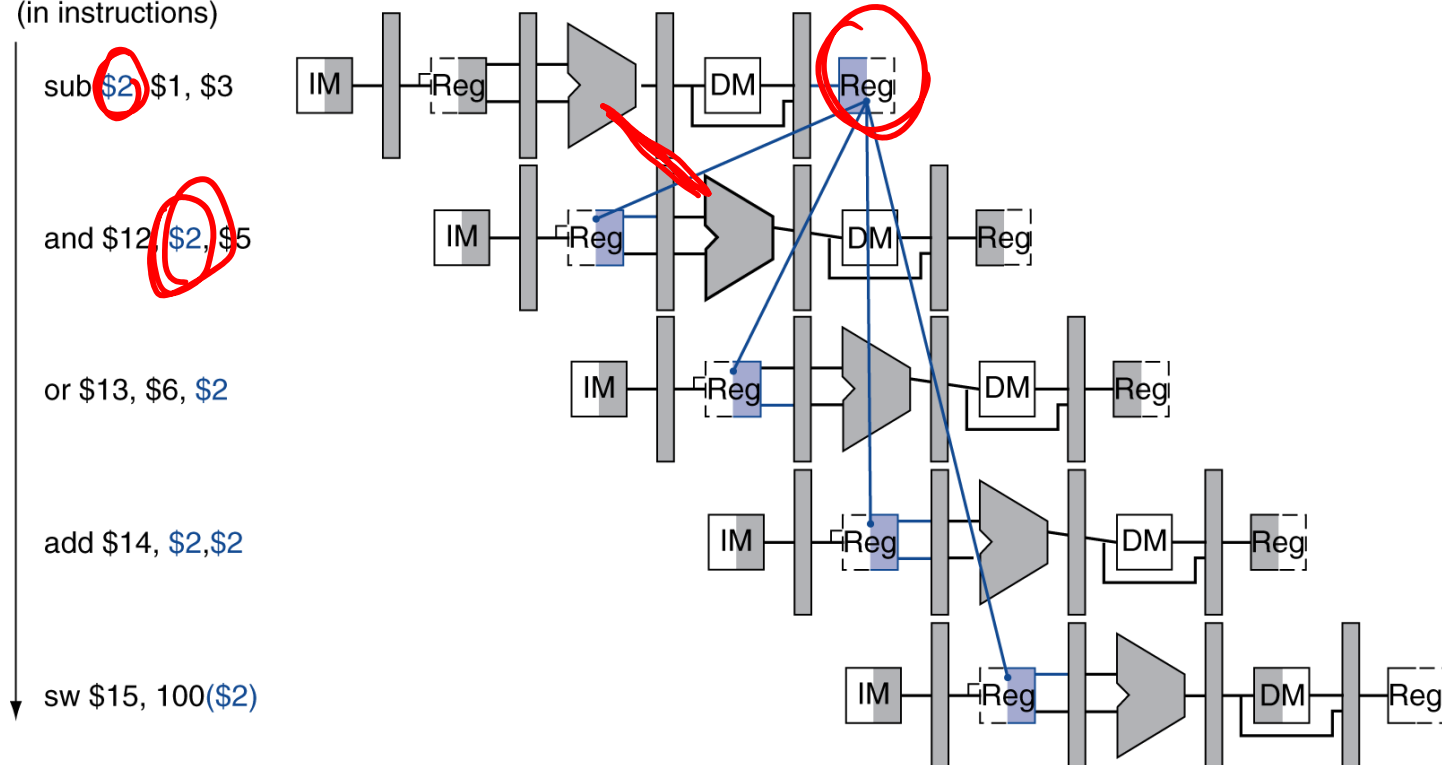 (in instructions)
sub $2, $1, $3
IM Reg DM Reg
and $12, $2, $5
IM Reg DM Reg
or $13, $6, $2
IM Reg DM Reg
add $14, $2,$2
IM Reg DM Reg
sw $15, 100($2)
IM Reg DM Reg